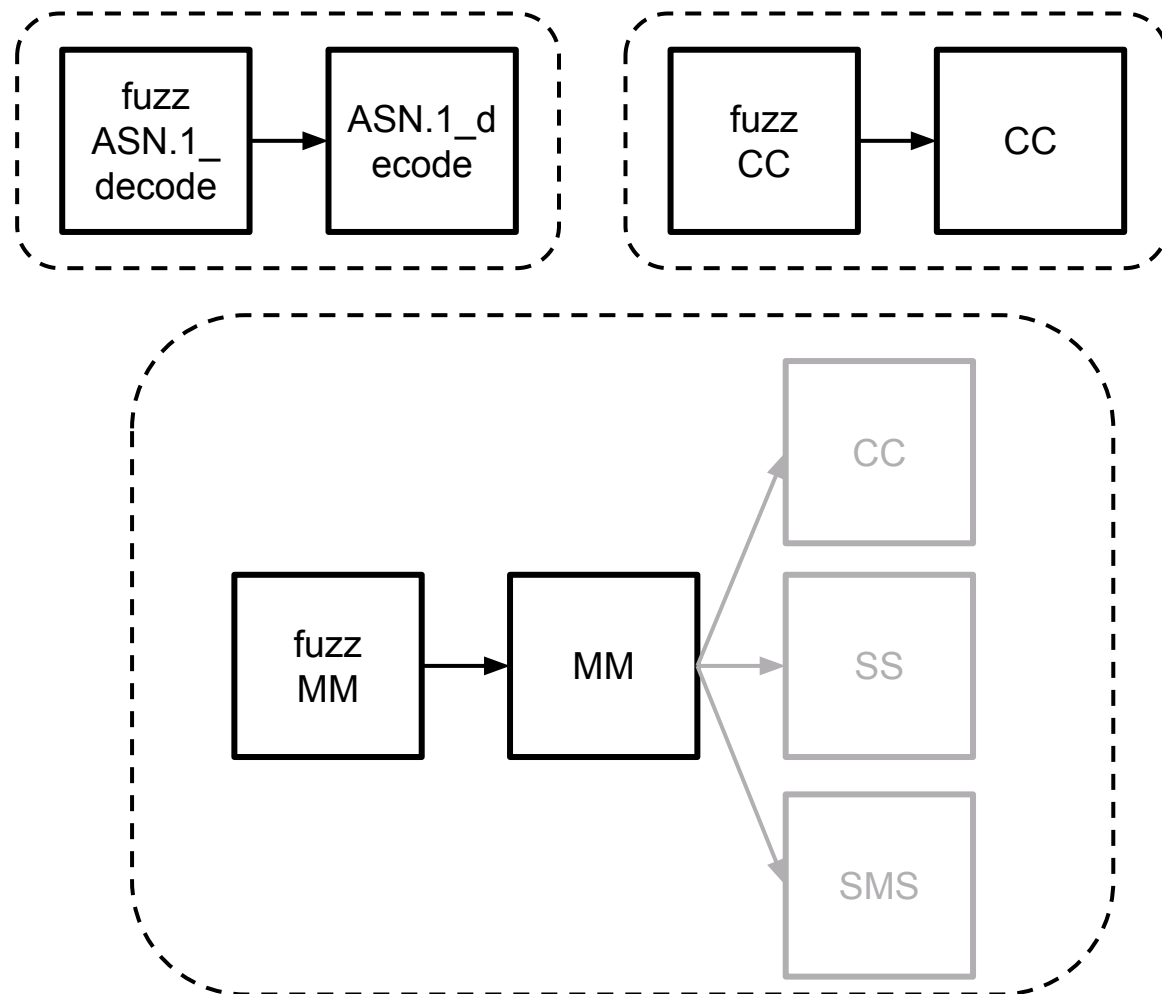 fuzz
ASN.1_
decode
ASN.1_d
ecode
fuzz
CC
CC
CC
fuzz
MM
MM
SS
SMS